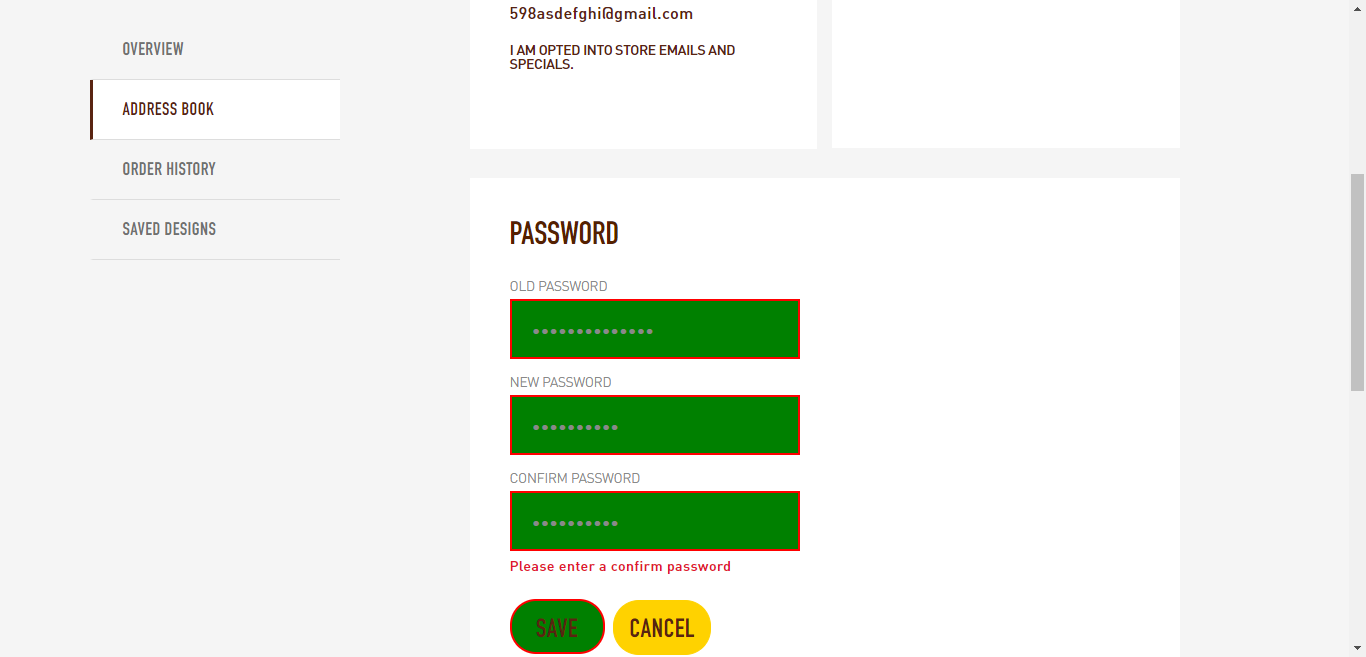 OVERVIEW
ADDRESS BOOK
ORDER HISTORY
SAVED DESIGNS
598asdefghi@gmail.com
I AM OPTED INTO STORE EMAILS AND
SPECIALS.
PASSWORD
OLD PASSWORD
••••••••••••••
NEW PASSWORD
••••••••••
CONFIRM PASSWORD
••••••••••
Please enter a confirm password
SAVE CANCEL